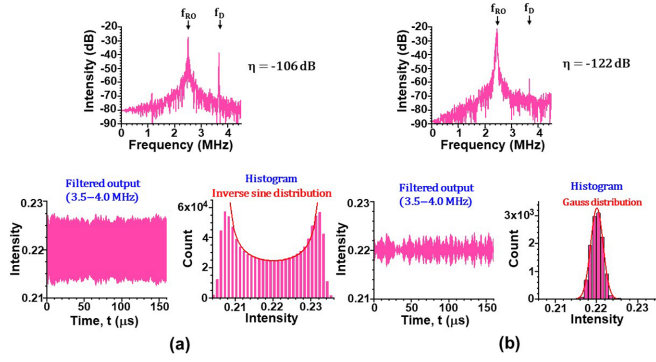 f_RO f_D
Intensity (dB)
-20
-30
-40
-50
-60
-70
-80
-90
0 1 2 3 4
Frequency (MHz)
η = -106 dB
Filtered output
(3.5−4.0 MHz)
Intensity
0.23
0.22
0.21
0 50 100 150
Time, t (μs)
Histogram
Inverse sine distribution
Count
6×10⁴
4
2
0
0.21 0.22 0.23
Intensity
(a)
f_RO f_D
Intensity (dB)
-20
-30
-40
-50
-60
-70
-80
-90
0 1 2 3 4
Frequency (MHz)
η = -122 dB
Filtered output
(3.5−4.0 MHz)
Intensity
0.23
0.22
0.21
0 50 100 150
Time, t (μs)
Histogram
Gauss distribution
Count
3×10³
2
1
0
0.21 0.22 0.23
Intensity
(b)